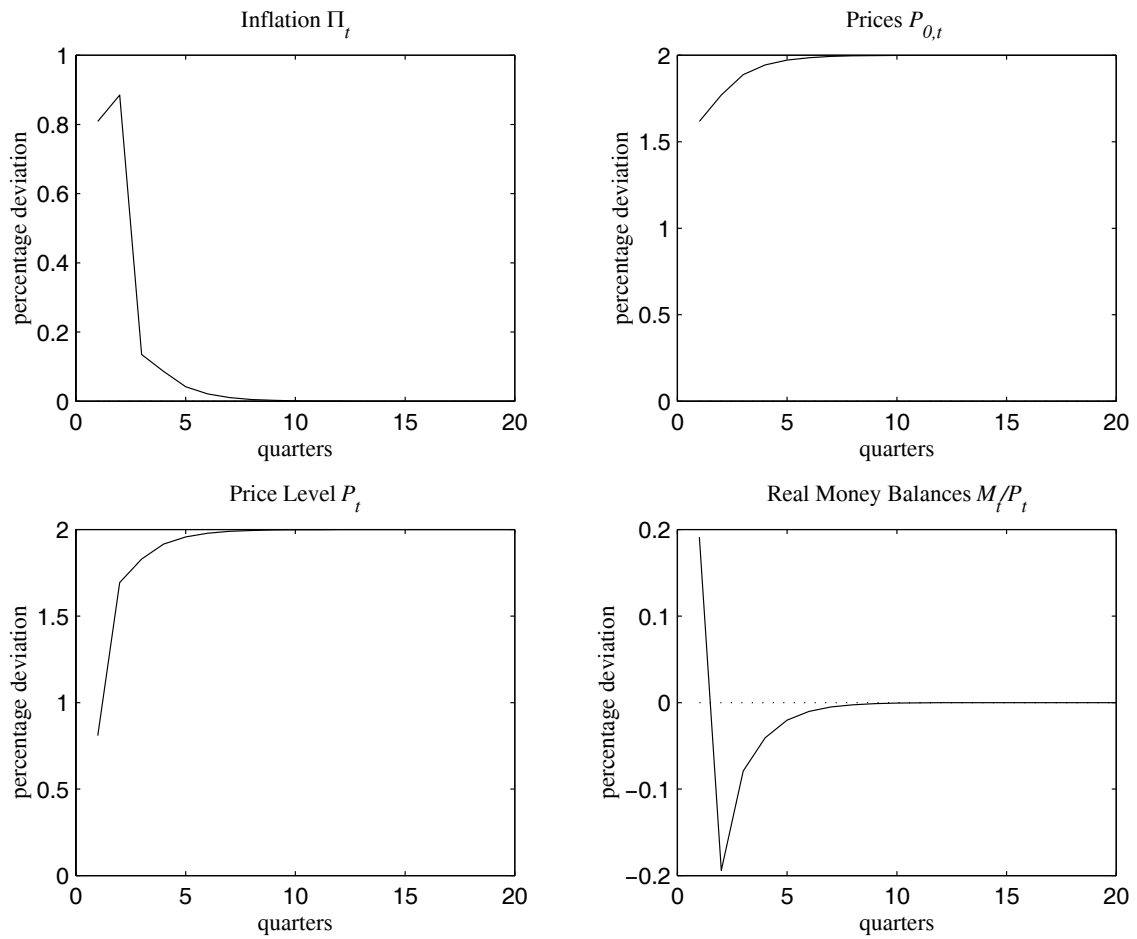 Inflation Π_t
1
0.8
0.6
0.4
0.2
0
percentage deviation
0 5 10 15 20
quarters
Prices P_{0,t}
2
1.5
1
0.5
0
percentage deviation
0 5 10 15 20
quarters
Price Level P_t
2
1.5
1
0.5
0
percentage deviation
0 5 10 15 20
quarters
Real Money Balances M_t/P_t
0.2
0.1
0
−0.1
−0.2
percentage deviation
0 5 10 15 20
quarters